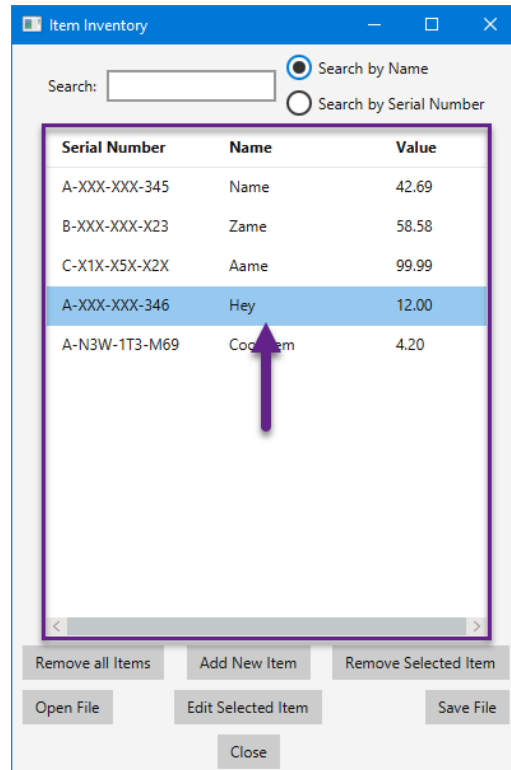 Item Inventory
Search:
Search by Name
Search by Serial Number
Serial Number Name Value
A-XXX-XXX-345 Name 42.69
B-XXX-XXX-X23 Zame 58.58
C-X1X-X5X-X2X Aame 99.99
A-XXX-XXX-346 Hey 12.00
A-N3W-1T3-M69 4.20
Remove all Items Add New Item Remove Selected Item
Open File Edit Selected Item Save File
Close